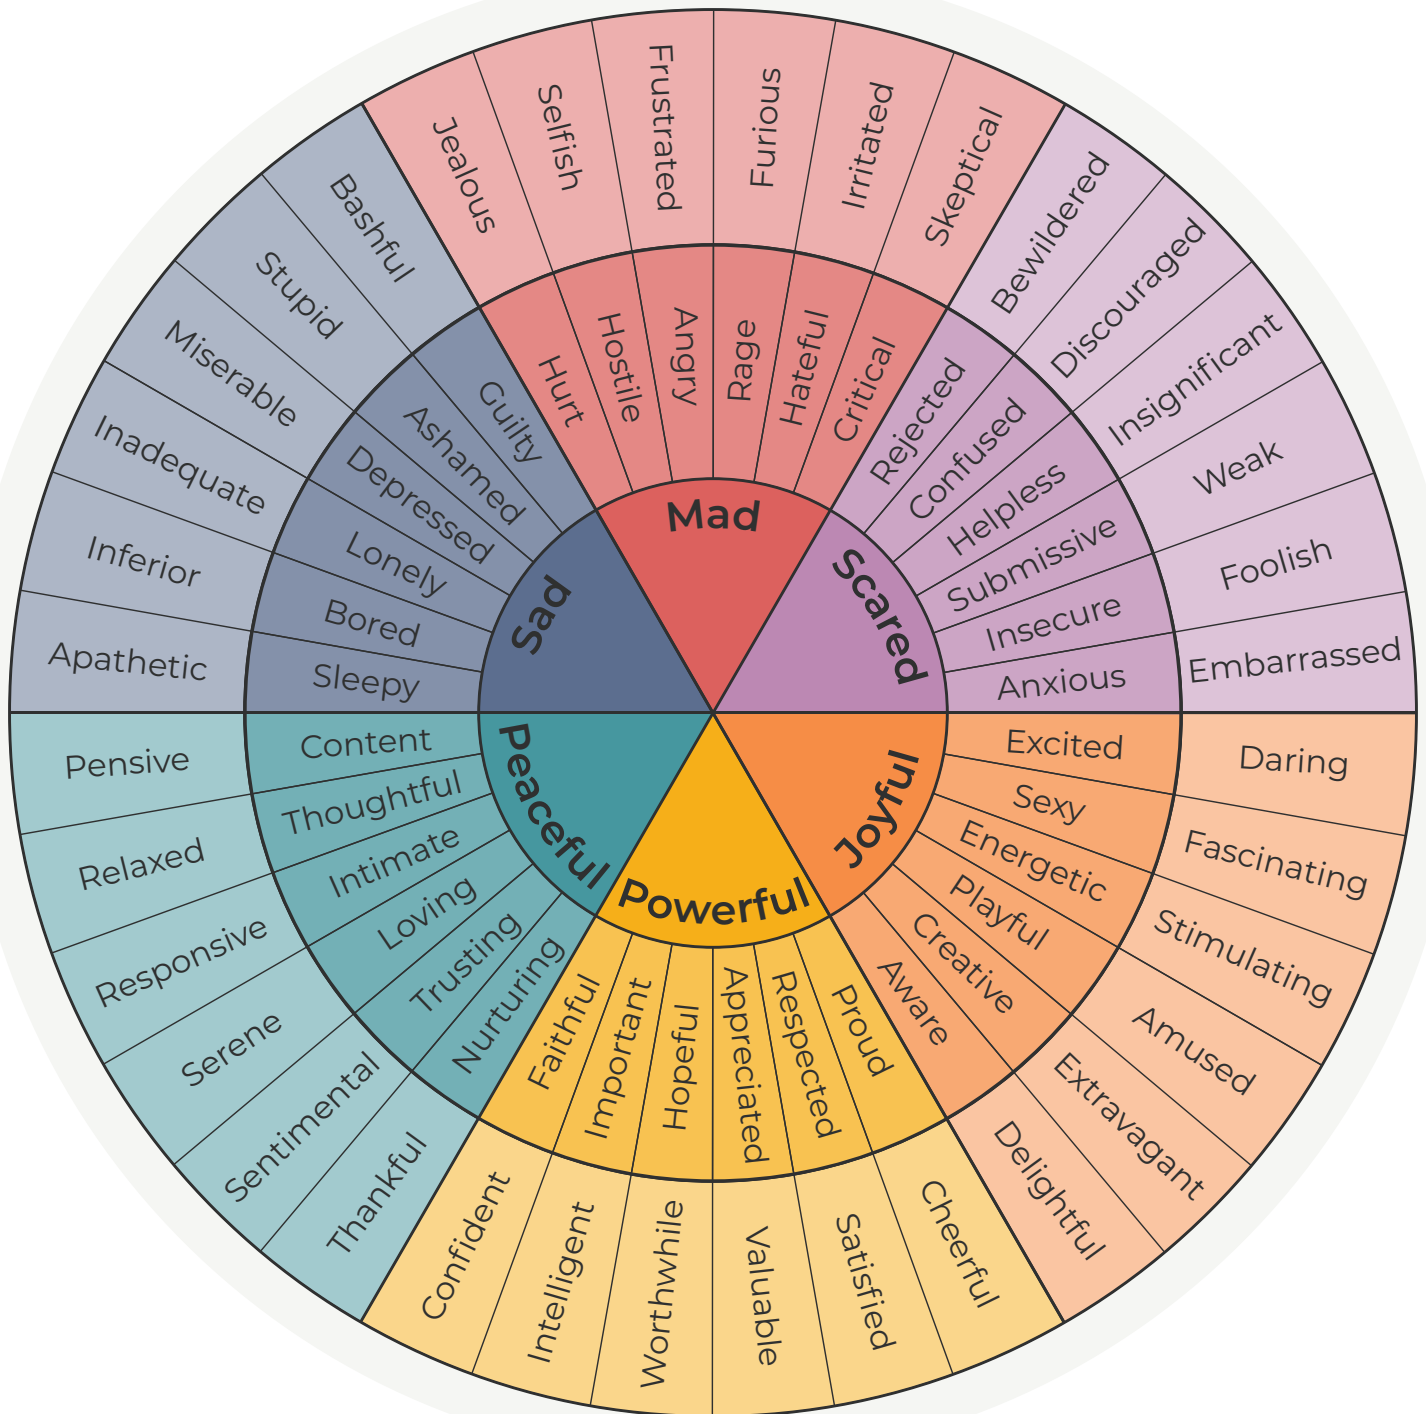 Mad
Scared
Joyful
Powerful
Peaceful
Sad
Hurt
Hostile
Angry
Rage
Hateful
Critical
Rejected
Confused
Helpless
Submissive
Insecure
Anxious
Excited
Sexy
Energetic
Playful
Creative
Aware
Proud
Respected
Appreciated
Hopeful
Important
Faithful
Nurturing
Trusting
Loving
Intimate
Thoughtful
Content
Sleepy
Bored
Lonely
Depressed
Ashamed
Guilty
Jealous
Selfish
Frustrated
Furious
Irritated
Skeptical
Bewildered
Discouraged
Insignificant
Weak
Foolish
Embarrassed
Daring
Fascinating
Stimulating
Amused
Extravagant
Delightful
Cheerful
Satisfied
Valuable
Worthwhile
Intelligent
Confident
Thankful
Sentimental
Serene
Responsive
Relaxed
Pensive
Apathetic
Inferior
Inadequate
Miserable
Stupid
Bashful